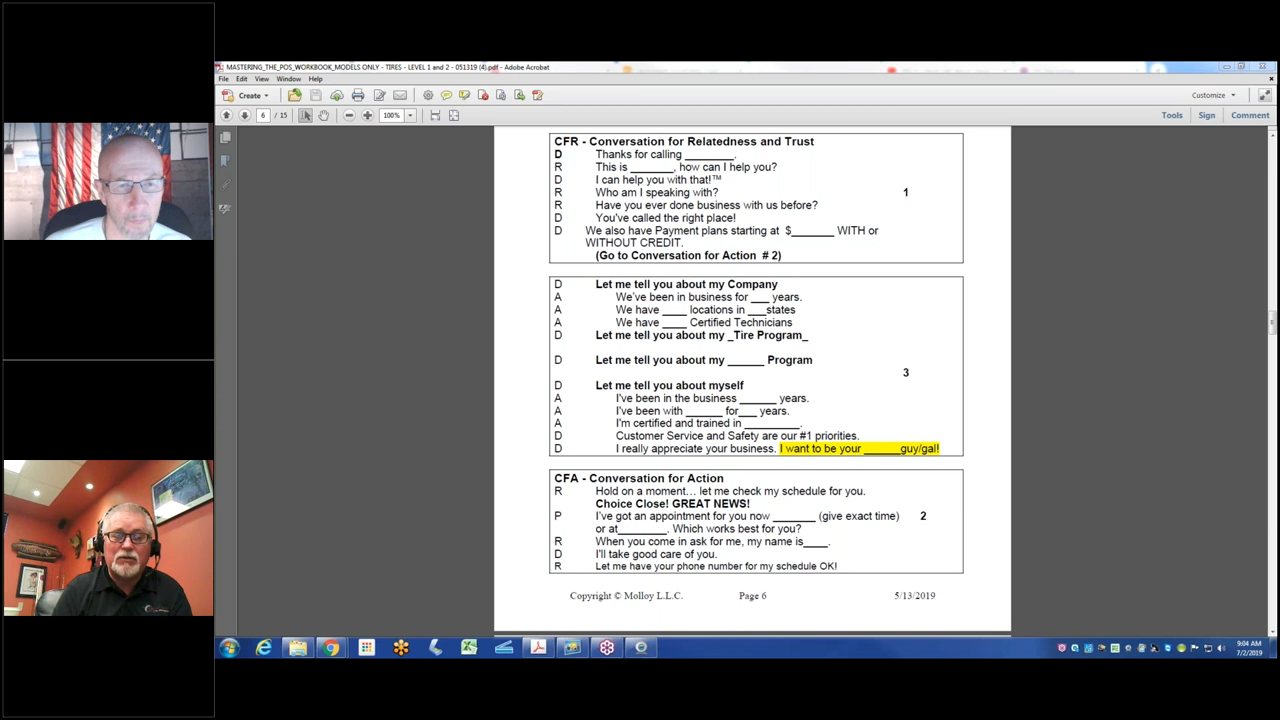 MASTERING_THE_POS_WORKBOOK_MODELS ONLY - TIRES - LEVEL 1 and 2 - 051319 (4).pdf - Adobe Acrobat
File Edit View Window Help
Create Customize
6 / 15 100% Tools Sign Comment
CFR - Conversation for Relatedness and Trust
D Thanks for calling _________.
R This is _______, how can I help you?
D I can help you with that!™
R Who am I speaking with? 1
R Have you ever done business with us before?
D You've called the right place!
D We also have Payment plans starting at $_______ WITH or
WITHOUT CREDIT.
(Go to Conversation for Action # 2)
D Let me tell you about my Company
A We've been in business for ___ years.
A We have ____ locations in ___states
A We have ____ Certified Technicians
D Let me tell you about my _Tire Program_
D Let me tell you about my ______ Program
3
D Let me tell you about myself
A I've been in the business ______ years.
A I've been with ______ for___ years.
A I'm certified and trained in _________.
D Customer Service and Safety are our #1 priorities.
D I really appreciate your business. I want to be your ______guy/gal!
CFA - Conversation for Action
R Hold on a moment… let me check my schedule for you.
Choice Close! GREAT NEWS!
P I've got an appointment for you now _______ (give exact time) 2
or at________. Which works best for you?
R When you come in ask for me, my name is____.
D I'll take good care of you.
R Let me have your phone number for my schedule OK!
Copyright © Molloy L.L.C. Page 6 5/13/2019
9:04 AM
7/2/2019